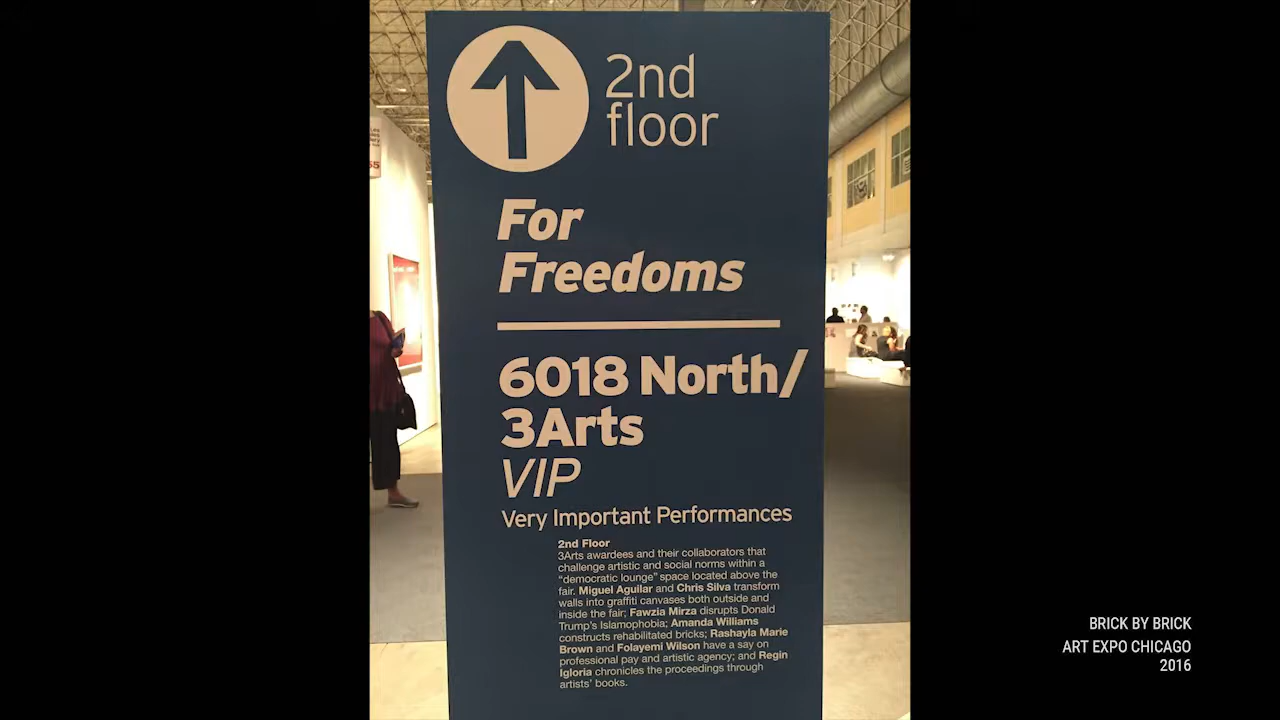 2nd
floor
For
Freedoms
6018 North/
3Arts
VIP
Very Important Performances
2nd Floor
3Arts awardees and their collaborators that
challenge artistic and social norms within a
“democratic lounge” space located above the
fair. Miguel Aguilar and Chris Silva transform
walls into graffiti canvases both outside and
inside the fair; Fawzia Mirza disrupts Donald
Trump's Islamophobia; Amanda Williams
constructs rehabilitated bricks; Rashayla Marie
Brown and Folayemi Wilson have a say on
professional pay and artistic agency; and Regin
Igloria chronicles the proceedings through
artists' books.
BRICK BY BRICK
ART EXPO CHICAGO
2016